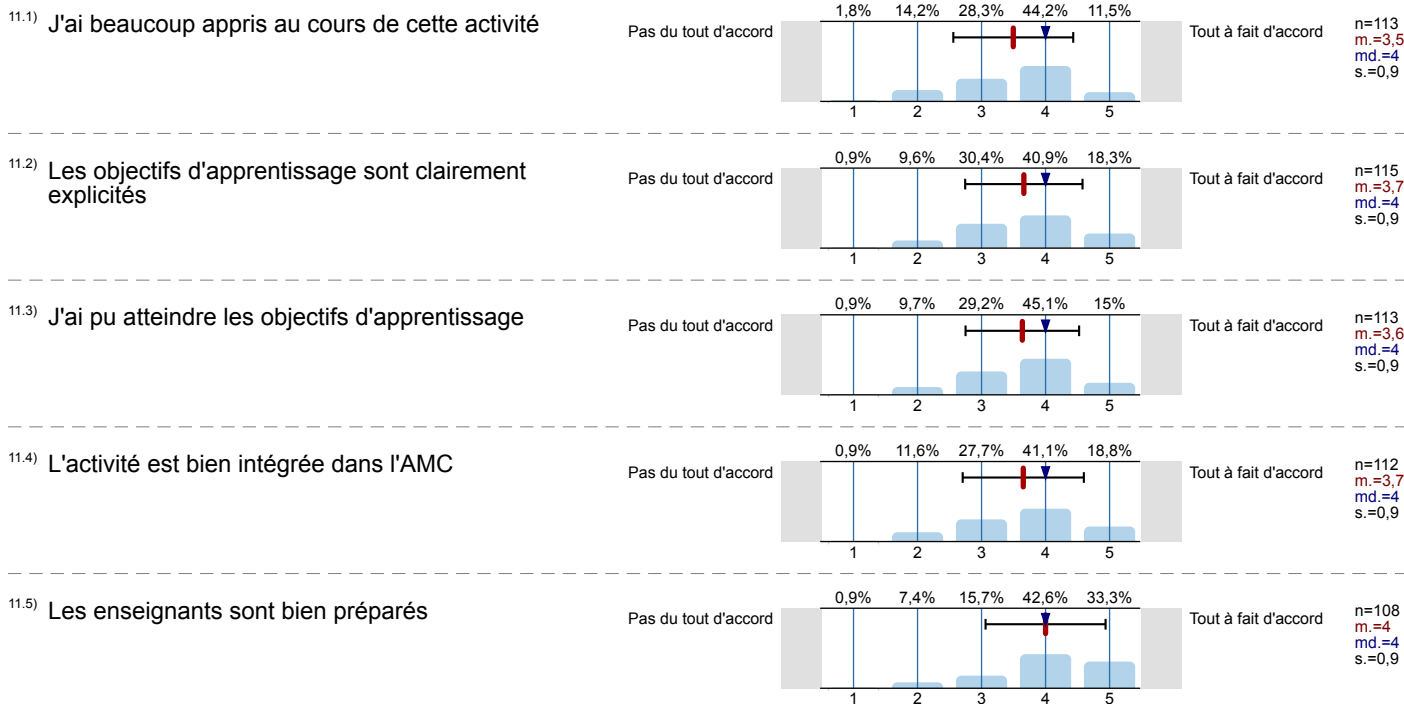 11.1) J'ai beaucoup appris au cours de cette activité
Pas du tout d'accord
1,8% 14,2% 28,3% 44,2% 11,5%
1 2 3 4 5
Tout à fait d'accord
n=113
m.=3,5
md.=4
s.=0,9
11.2) Les objectifs d'apprentissage sont clairement
explicités
Pas du tout d'accord
0,9% 9,6% 30,4% 40,9% 18,3%
1 2 3 4 5
Tout à fait d'accord
n=115
m.=3,7
md.=4
s.=0,9
11.3) J'ai pu atteindre les objectifs d'apprentissage
Pas du tout d'accord
0,9% 9,7% 29,2% 45,1% 15%
1 2 3 4 5
Tout à fait d'accord
n=113
m.=3,6
md.=4
s.=0,9
11.4) L'activité est bien intégrée dans l'AMC
Pas du tout d'accord
0,9% 11,6% 27,7% 41,1% 18,8%
1 2 3 4 5
Tout à fait d'accord
n=112
m.=3,7
md.=4
s.=0,9
11.5) Les enseignants sont bien préparés
Pas du tout d'accord
0,9% 7,4% 15,7% 42,6% 33,3%
1 2 3 4 5
Tout à fait d'accord
n=108
m.=4
md.=4
s.=0,9